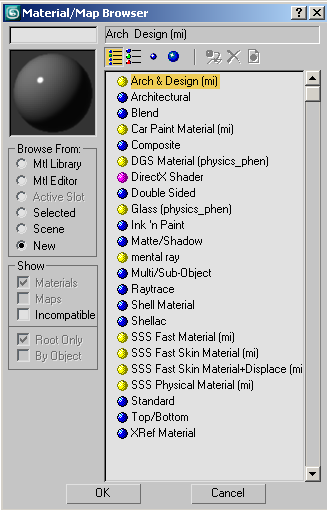 Material/Map Browser
Arch Design (mi)
Browse From:
Mtl Library
Mtl Editor
Active Slot
Selected
Scene
New
Show
Materials
Maps
Incompatible
Root Only
By Object
Arch & Design (mi)
Architectural
Blend
Car Paint Material (mi)
Composite
DGS Material (physics_phen)
DirectX Shader
Double Sided
Glass (physics_phen)
Ink 'n Paint
Matte/Shadow
mental ray
Multi/Sub-Object
Raytrace
Shell Material
Shellac
SSS Fast Material (mi)
SSS Fast Skin Material (mi)
SSS Fast Skin Material+Displace (mi
SSS Physical Material (mi)
Standard
Top/Bottom
XRef Material
OK
Cancel